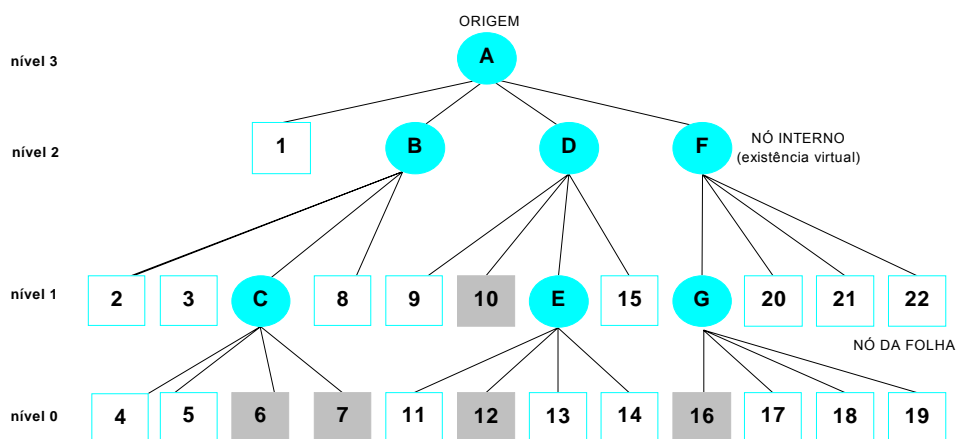 ORIGEM
nível 3
A
nível 2
1
B
D
F
NÓ INTERNO
(existência virtual)
nível 1
2
3
C
8
9
10
E
15
G
20
21
22
NÓ DA FOLHA
nível 0
4
5
6
7
11
12
13
14
16
17
18
19